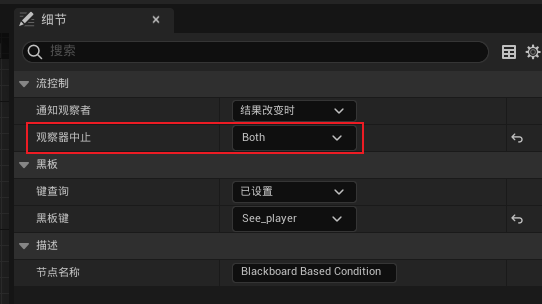 细节
搜索
流控制
通知观察者 结果改变时
观察器中止 Both
黑板
键查询 已设置
黑板键 See_player
描述
节点名称 Blackboard Based Condition